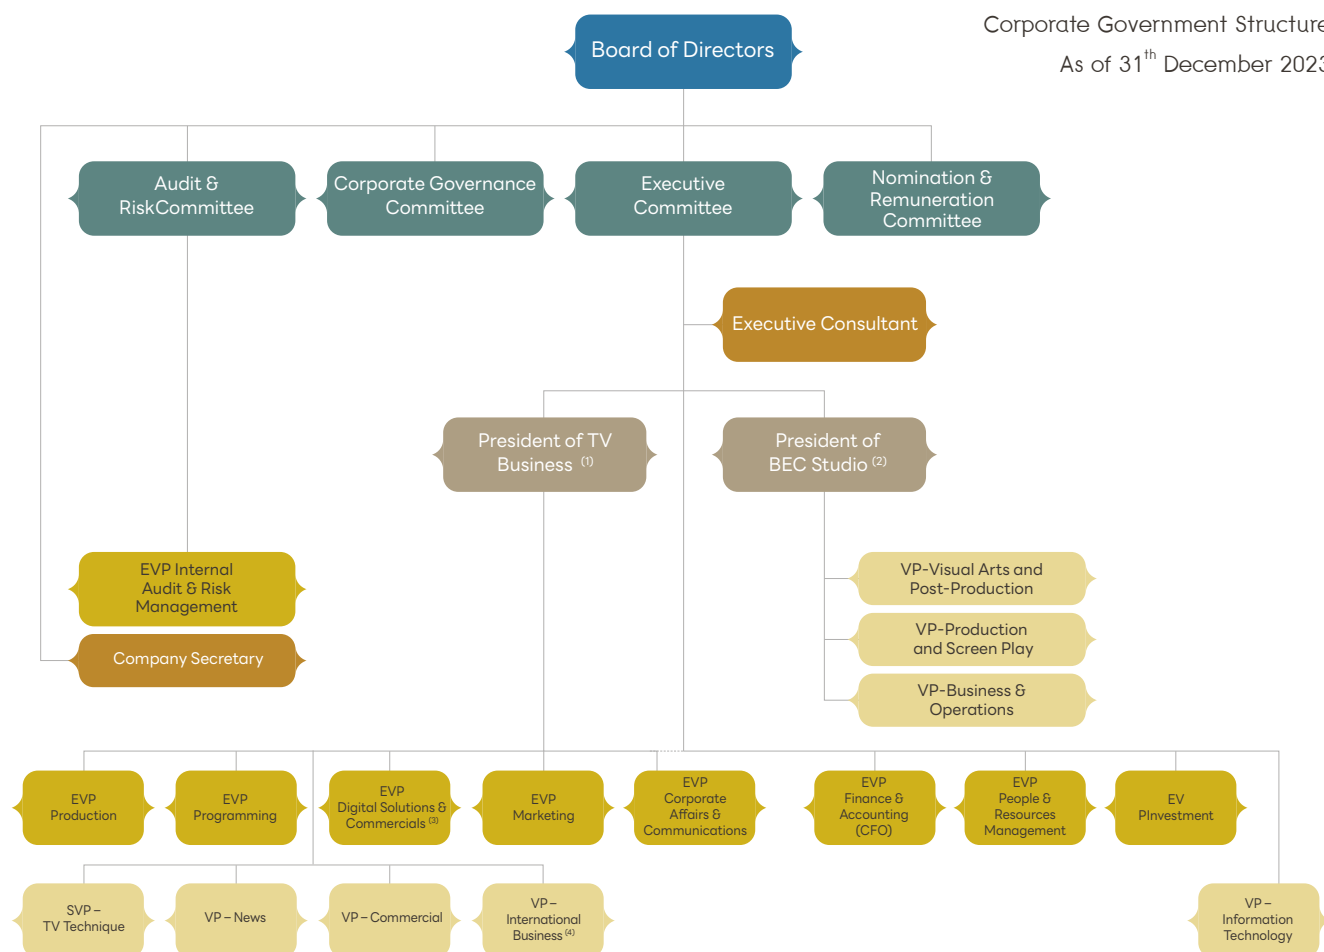 Corporate Government Structure
As of 31th December 2023
Board of Directors
Audit &
RiskCommittee
Corporate Governance
Committee
Executive
Committee
Nomination &
Remuneration
Committee
Executive Consultant
President of TV
Business (1)
President of
BEC Studio (2)
EVP Internal
Audit & Risk
Management
Company Secretary
VP-Visual Arts and
Post-Production
VP-Production
and Screen Play
VP-Business &
Operations
EVP
Production
EVP
Programming
EVP
Digital Solutions &
Commercials (3)
EVP
Marketing
EVP
Corporate
Affairs &
Communications
EVP
Finance &
Accounting
(CFO)
EVP
People &
Resources
Management
EV
PInvestment
SVP –
TV Technique
VP – News
VP – Commercial
VP –
International
Business (4)
VP –
Information
Technology